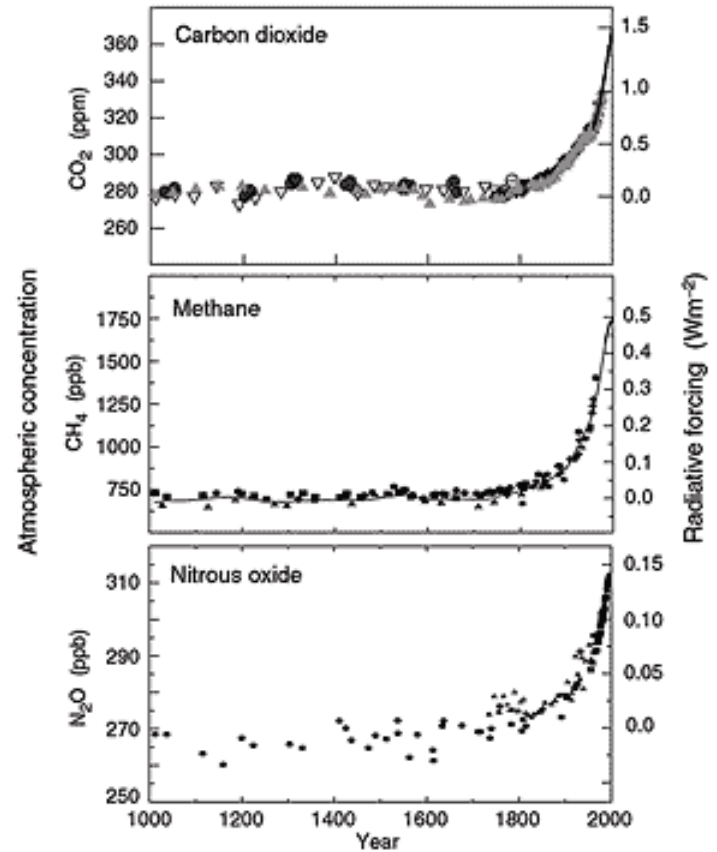 Carbon dioxide
360
340
320
300
280
260
CO₂ (ppm)
1.5
1.0
0.5
0.0
Methane
1750
1500
1250
1000
750
CH₄ (ppb)
0.5
0.4
0.3
0.2
0.1
0.0
Atmospheric concentration
Radiative forcing (Wm⁻²)
Nitrous oxide
310
290
270
250
N₂O (ppb)
0.15
0.10
0.05
0.0
1000 1200 1400 1600 1800 2000
Year